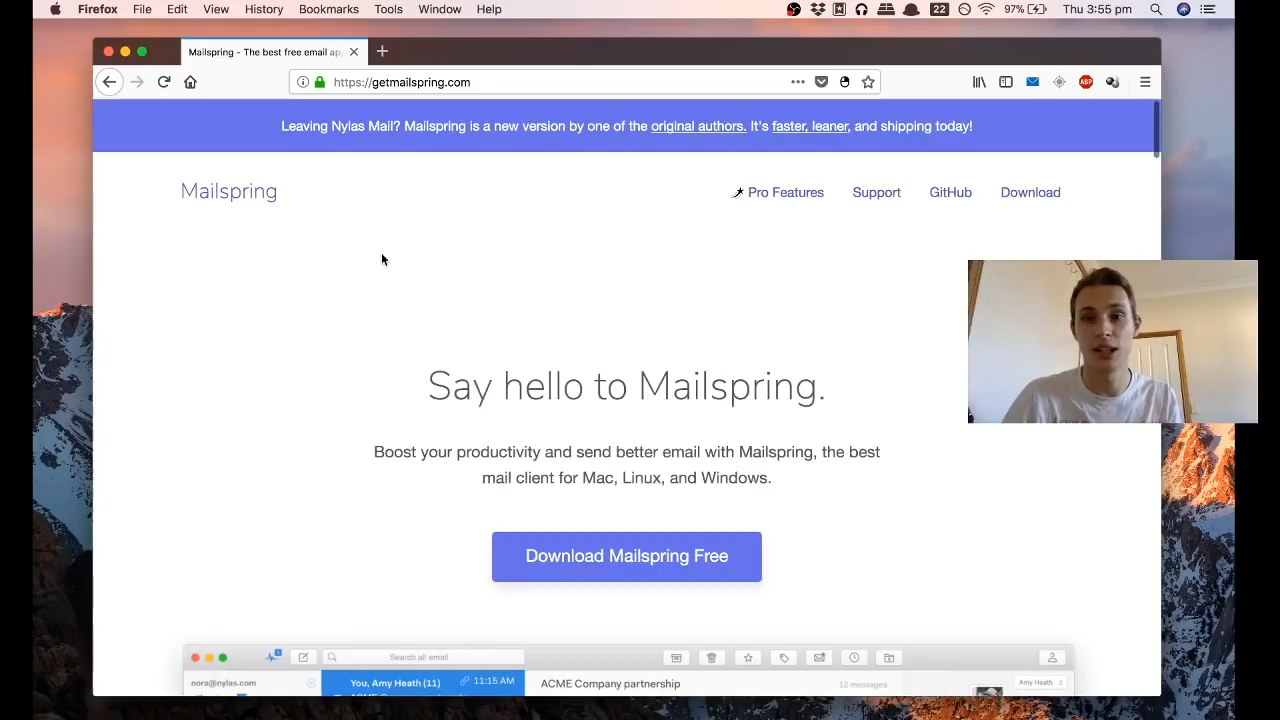 Firefox File Edit View History Bookmarks Tools Window Help 22 97% Thu 3:55 pm
Mailspring - The best free email ap
https://getmailspring.com
ABP
Leaving Nylas Mail? Mailspring is a new version by one of the original authors. It's faster, leaner, and shipping today!
Mailspring Pro Features Support GitHub Download
Say hello to Mailspring.
Boost your productivity and send better email with Mailspring, the best
mail client for Mac, Linux, and Windows.
Download Mailspring Free
1 Search all email
nora@nylas.com You, Amy Heath (11) 11:15 AM ACME Company partnership 12 messages Amy Heath